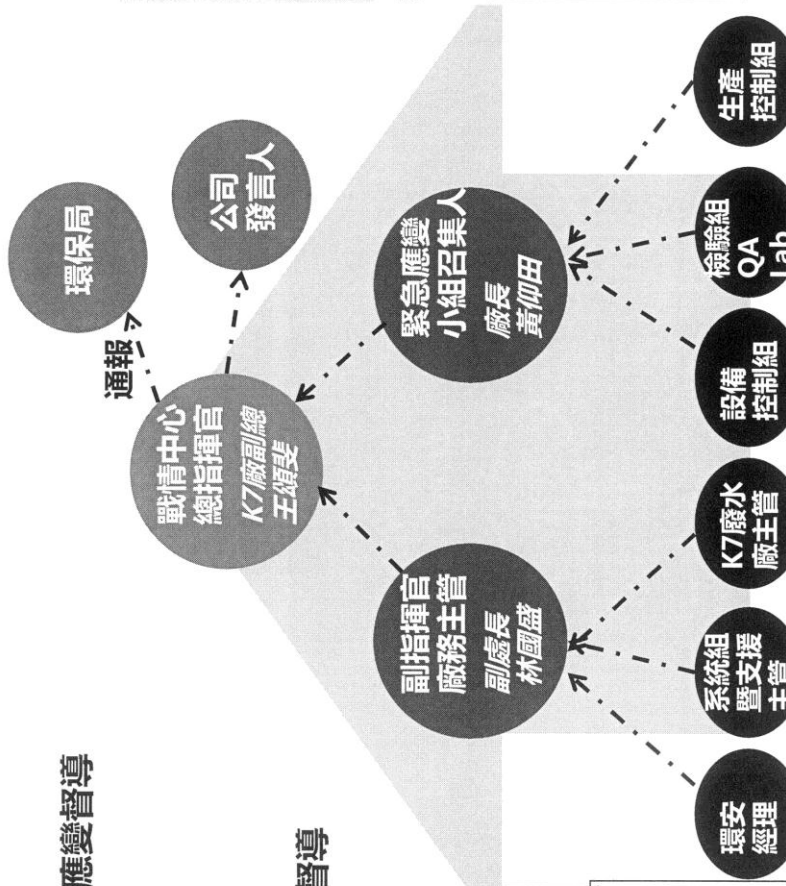 應變督導
督導
環保局
通報
公司
發言人
戰情中心
總指揮官
K7廠副總
王頌斐
副指揮官
廠務主管
副處長
林國盛
緊急應變
小組召集人
廠長
黃仰田
環安
經理
系統組
暨支援
主管
K7廢水
廠主管
設備
控制組
檢驗組
QA
Lab
生產
控制組